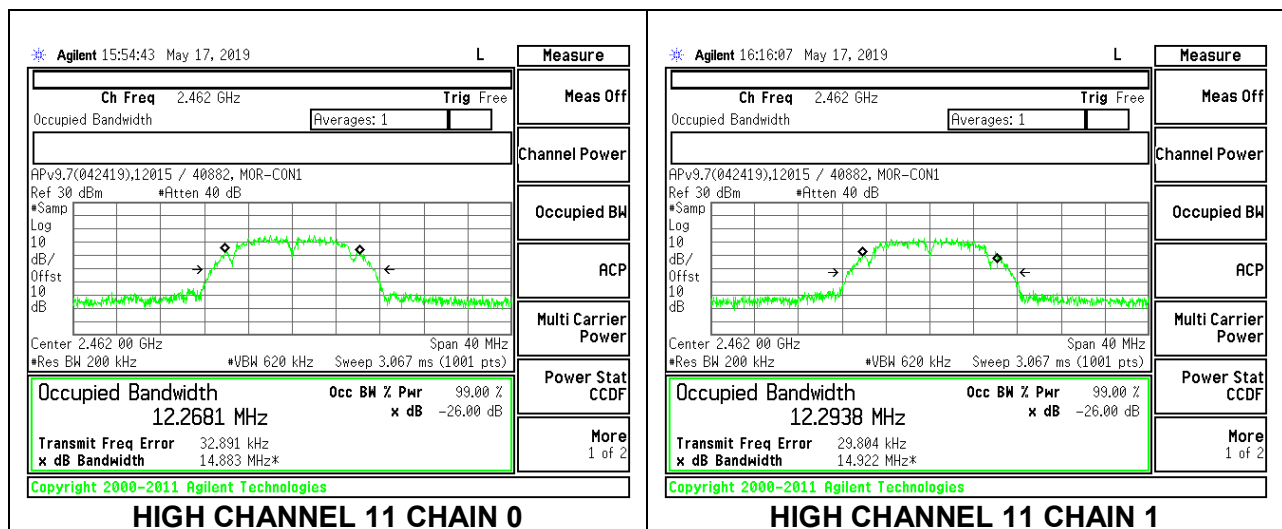 Agilent 15:54:43 May 17, 2019 L
Measure
Ch Freq 2.462 GHz Trig Free
Occupied Bandwidth Averages: 1
APv9.7(042419),12015 / 40882, MOR-CON1
Ref 30 dBm #Atten 40 dB
#Samp
Log
10
dB/
Offst
10
dB
Center 2.462 00 GHz Span 40 MHz
#Res BW 200 kHz #VBW 620 kHz Sweep 3.067 ms (1001 pts)
Occupied Bandwidth Occ BW % Pwr 99.00 %
12.2681 MHz x dB -26.00 dB
Transmit Freq Error 32.891 kHz
x dB Bandwidth 14.883 MHz*
Copyright 2000-2011 Agilent Technologies
Meas Off
Channel Power
Occupied BW
ACP
Multi Carrier
Power
Power Stat
CCDF
More
1 of 2
HIGH CHANNEL 11 CHAIN 0
Agilent 16:16:07 May 17, 2019 L
Measure
Ch Freq 2.462 GHz Trig Free
Occupied Bandwidth Averages: 1
APv9.7(042419),12015 / 40882, MOR-CON1
Ref 30 dBm #Atten 40 dB
#Samp
Log
10
dB/
Offst
10
dB
Center 2.462 00 GHz Span 40 MHz
#Res BW 200 kHz #VBW 620 kHz Sweep 3.067 ms (1001 pts)
Occupied Bandwidth Occ BW % Pwr 99.00 %
12.2938 MHz x dB -26.00 dB
Transmit Freq Error 29.804 kHz
x dB Bandwidth 14.922 MHz*
Copyright 2000-2011 Agilent Technologies
Meas Off
Channel Power
Occupied BW
ACP
Multi Carrier
Power
Power Stat
CCDF
More
1 of 2
HIGH CHANNEL 11 CHAIN 1